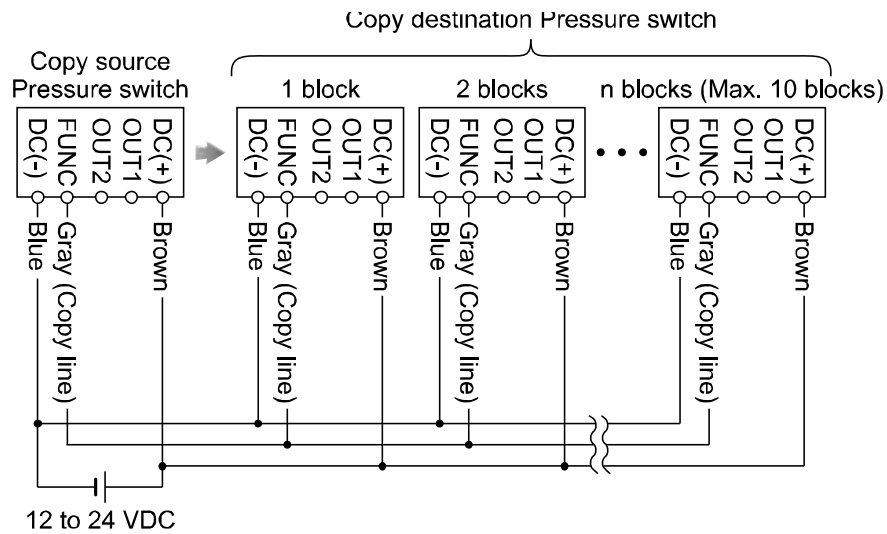 Copy destination Pressure switch
Copy source
Pressure switch
1 block
2 blocks
n blocks (Max. 10 blocks)
DC(-)
FUNC
OUT2
OUT1
DC(+)
DC(-)
FUNC
OUT2
OUT1
DC(+)
DC(-)
FUNC
OUT2
OUT1
DC(+)
DC(-)
FUNC
OUT2
OUT1
DC(+)
Blue
Gray (Copy line)
Brown
Blue
Gray (Copy line)
Brown
Blue
Gray (Copy line)
Brown
Blue
Gray (Copy line)
Brown
12 to 24 VDC